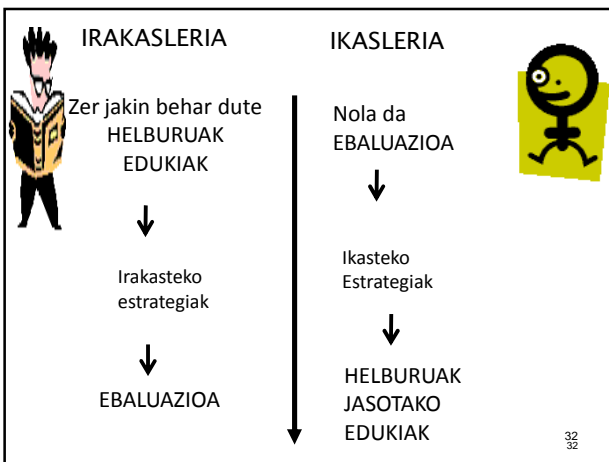 IRAKASLERIA
Zer jakin behar dute
HELBURUAK
EDUKIAK
Irakasteko
estrategiak
EBALUAZIOA
IKASLERIA
Nola da
EBALUAZIOA
Ikasteko
Estrategiak
HELBURUAK
JASOTAKO
EDUKIAK
32
32